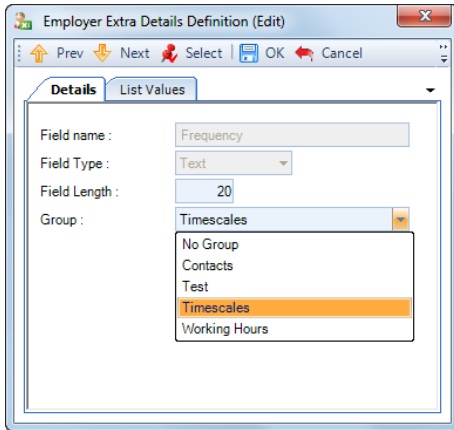 Employer Extra Details Definition (Edit)
Prev Next Select OK Cancel
Details List Values
Field name : Frequency
Field Type : Text
Field Length : 20
Group : Timescales
No Group
Contacts
Test
Timescales
Working Hours